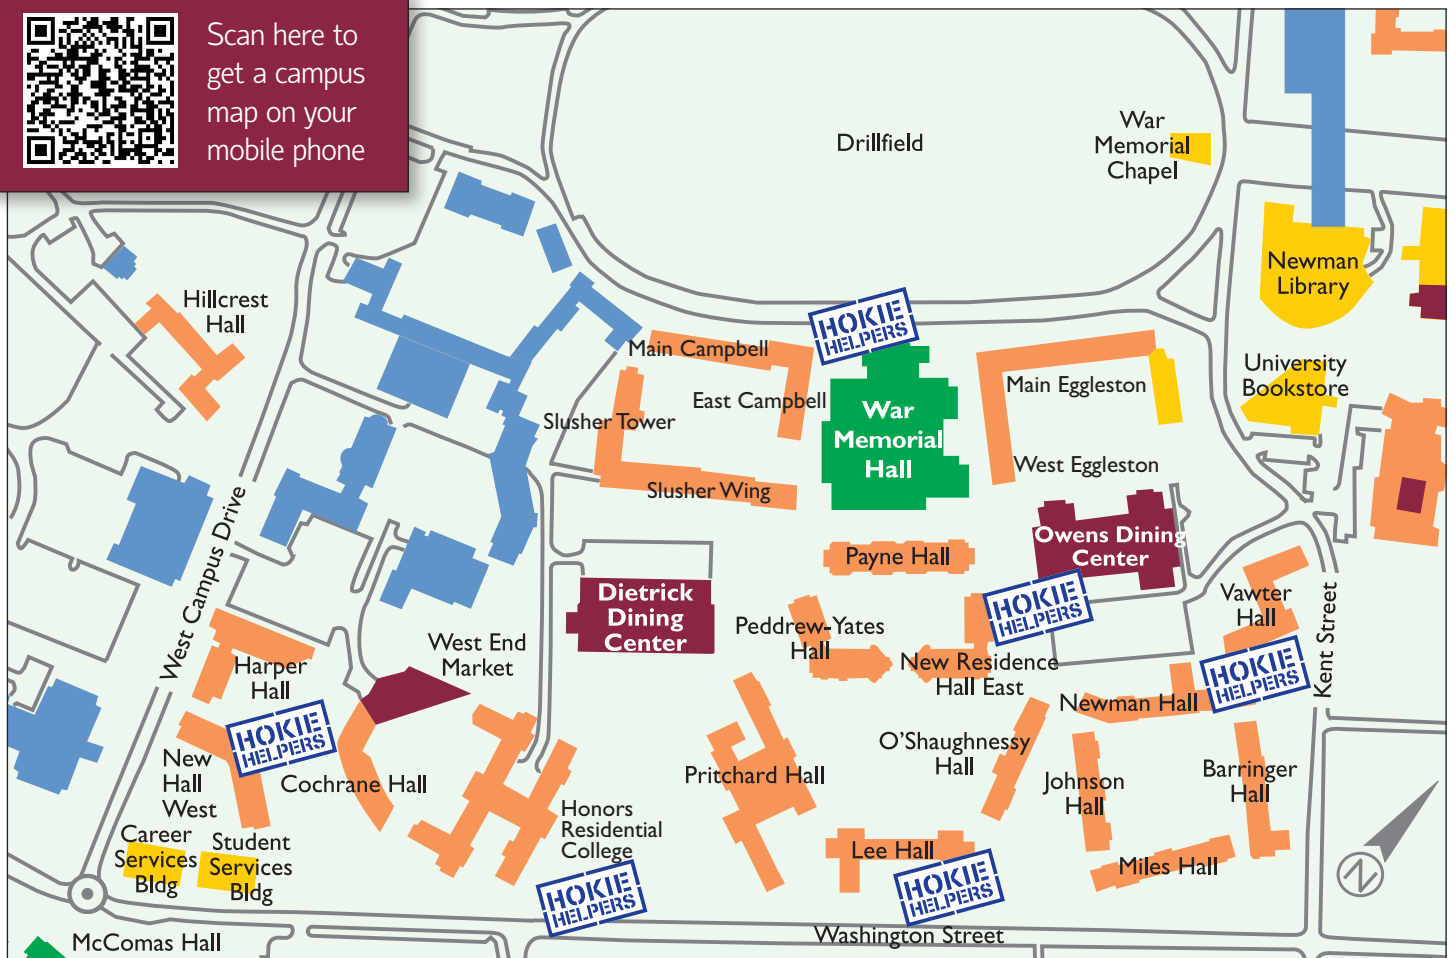 Scan here to
get a campus
map on your
mobile phone
Drillfield
War
Memorial
Chapel
Newman
Library
Hillcrest
Hall
HOKIE
HELPERS
Main Campbell
East Campbell
Slusher Tower
Slusher Wing
War
Memorial
Hall
Main Eggleston
West Eggleston
University
Bookstore
West Campus Drive
Owens Dining
Center
Payne Hall
Dietrick
Dining
Center
HOKIE
HELPERS
Vawter
Hall
Kent Street
Peddrew-Yates
Hall
New Residence
Hall East
West End
Market
Harper
Hall
HOKIE
HELPERS
Newman Hall
HOKIE
HELPERS
New
Hall
West
Cochrane Hall
O'Shaughnessy
Hall
Pritchard Hall
Johnson
Hall
Barringer
Hall
Honors
Residential
College
Career
Services
Bldg
Student
Services
Bldg
Lee Hall
Miles Hall
HOKIE
HELPERS
HOKIE
HELPERS
N
Washington Street
McComas Hall